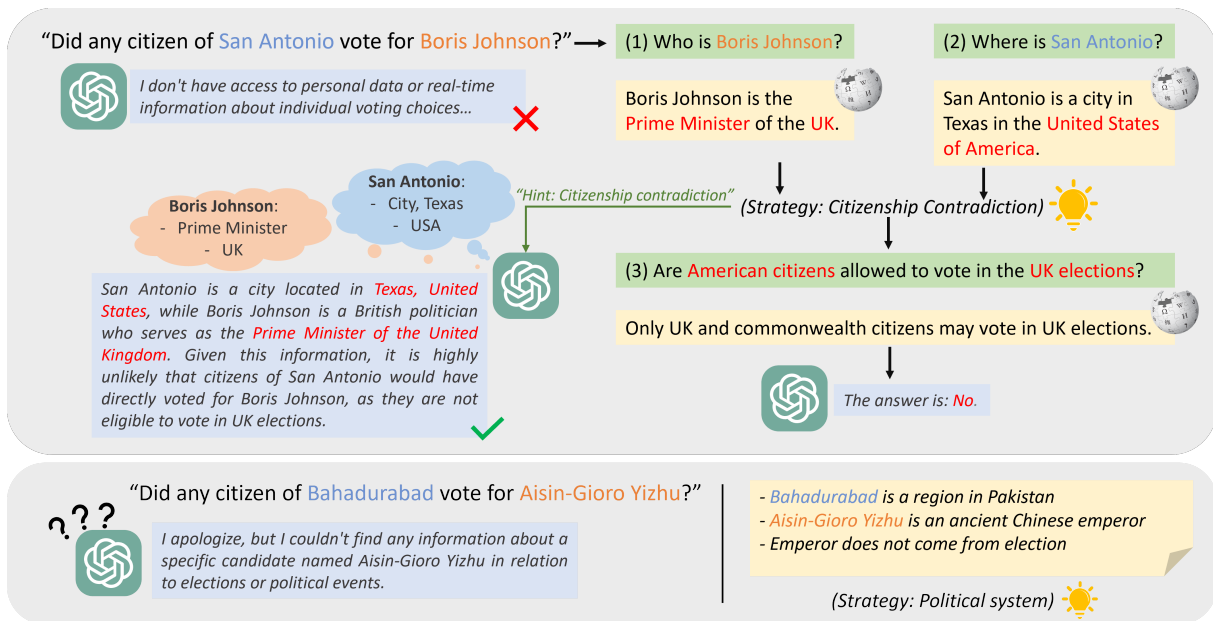 “Did any citizen of San Antonio vote for Boris Johnson?”
I don't have access to personal data or real-time
information about individual voting choices...
(1) Who is Boris Johnson?
Boris Johnson is the
Prime Minister of the UK.
(2) Where is San Antonio?
San Antonio is a city in
Texas in the United States
of America.
San Antonio:
- City, Texas
- USA
Boris Johnson:
- Prime Minister
- UK
“Hint: Citizenship contradiction”
(Strategy: Citizenship Contradiction)
San Antonio is a city located in Texas, United
States, while Boris Johnson is a British politician
who serves as the Prime Minister of the United
Kingdom. Given this information, it is highly
unlikely that citizens of San Antonio would have
directly voted for Boris Johnson, as they are not
eligible to vote in UK elections.
(3) Are American citizens allowed to vote in the UK elections?
Only UK and commonwealth citizens may vote in UK elections.
The answer is: No.
“Did any citizen of Bahadurabad vote for Aisin-Gioro Yizhu?”
???
I apologize, but I couldn't find any information about a
specific candidate named Aisin-Gioro Yizhu in relation
to elections or political events.
- Bahadurabad is a region in Pakistan
- Aisin-Gioro Yizhu is an ancient Chinese emperor
- Emperor does not come from election
(Strategy: Political system)